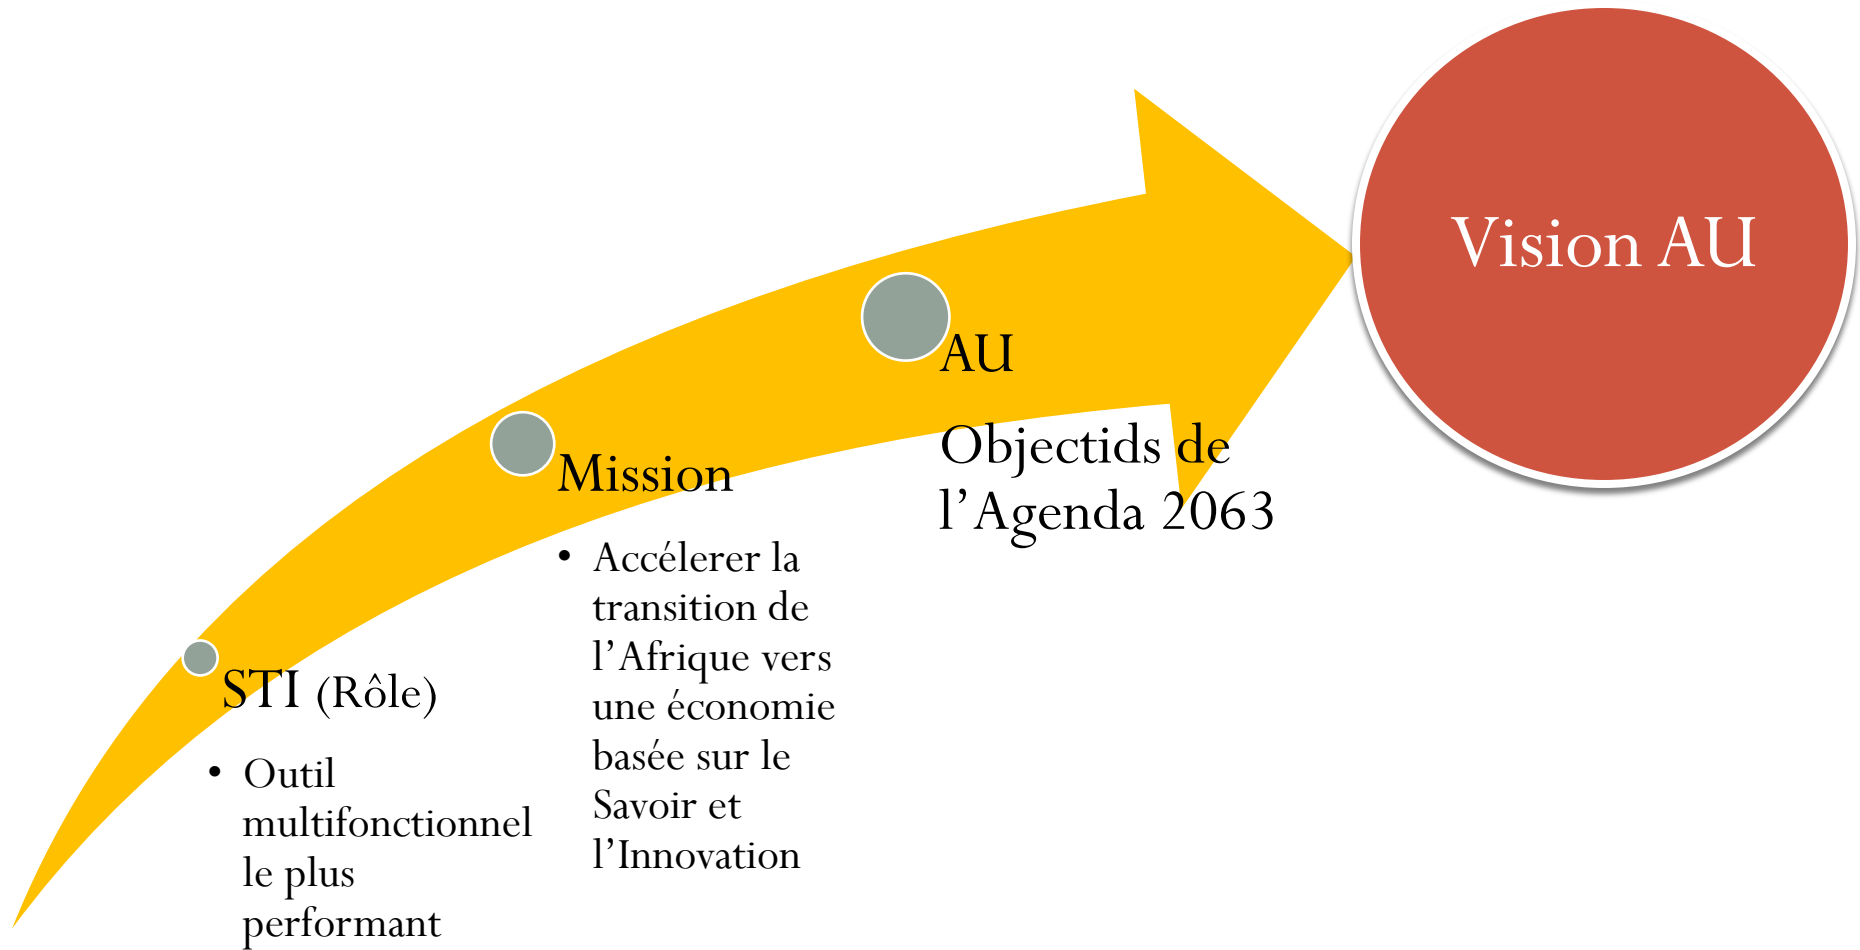 STI (Rôle)
• Outil
multifonctionnel
le plus
performant
Mission
• Accélerer la
transition de
l’Afrique vers
une économie
basée sur le
Savoir et
l’Innovation
AU
Objectids de
l’Agenda 2063
Vision AU